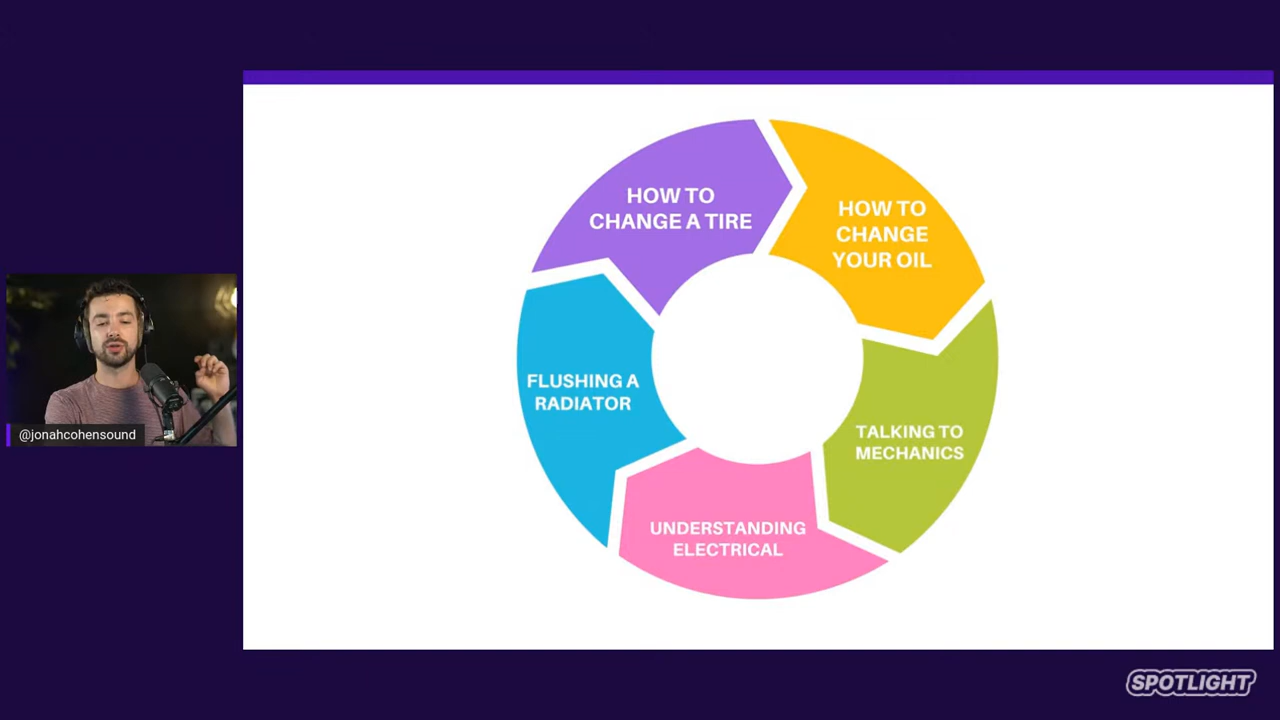 HOW TO
CHANGE A TIRE
HOW TO
CHANGE
YOUR OIL
FLUSHING A
RADIATOR
TALKING TO
MECHANICS
UNDERSTANDING
ELECTRICAL
@jonahcohensound
SPOTLIGHT